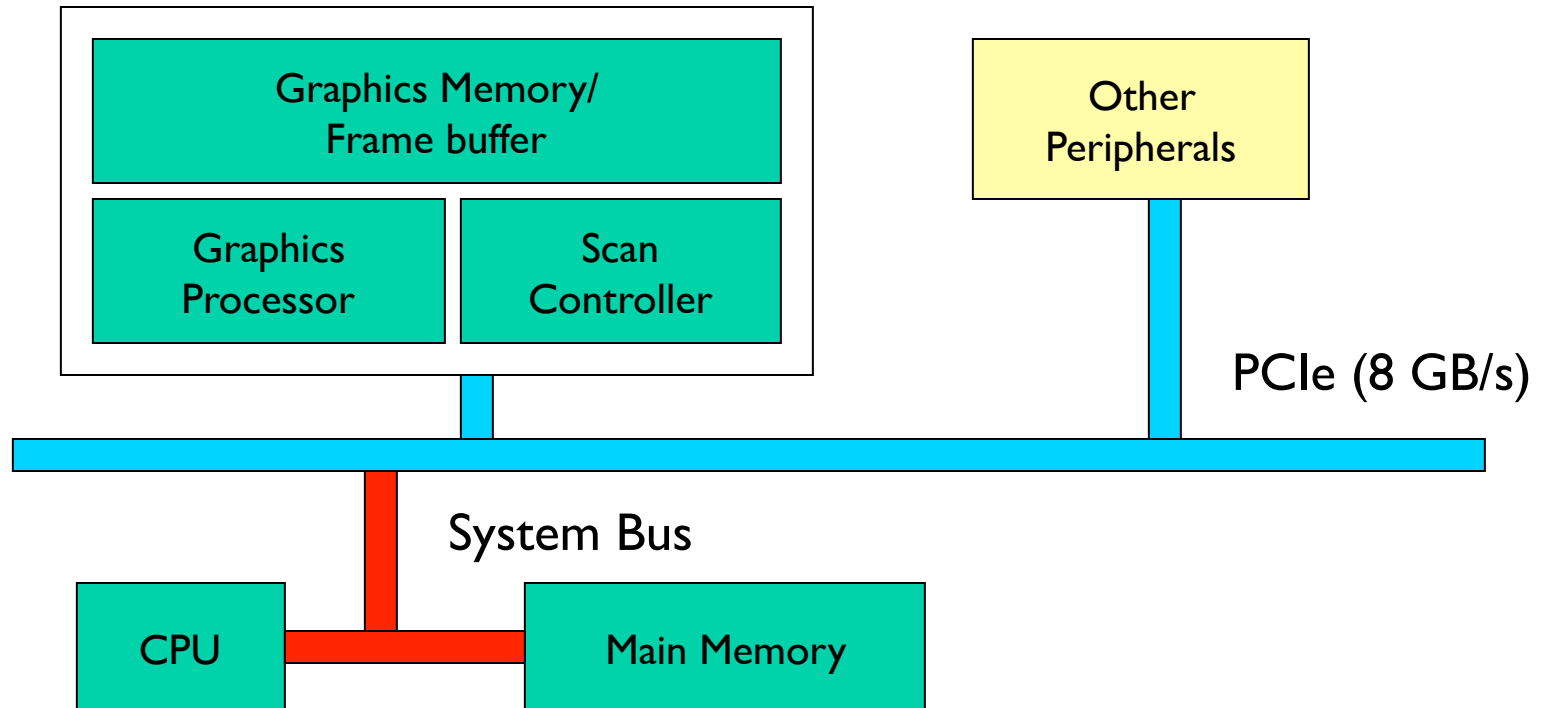 Graphics Memory/
Frame buffer
Other
Peripherals
Graphics
Processor
Scan
Controller
PCIe (8 GB/s)
System Bus
CPU
Main Memory